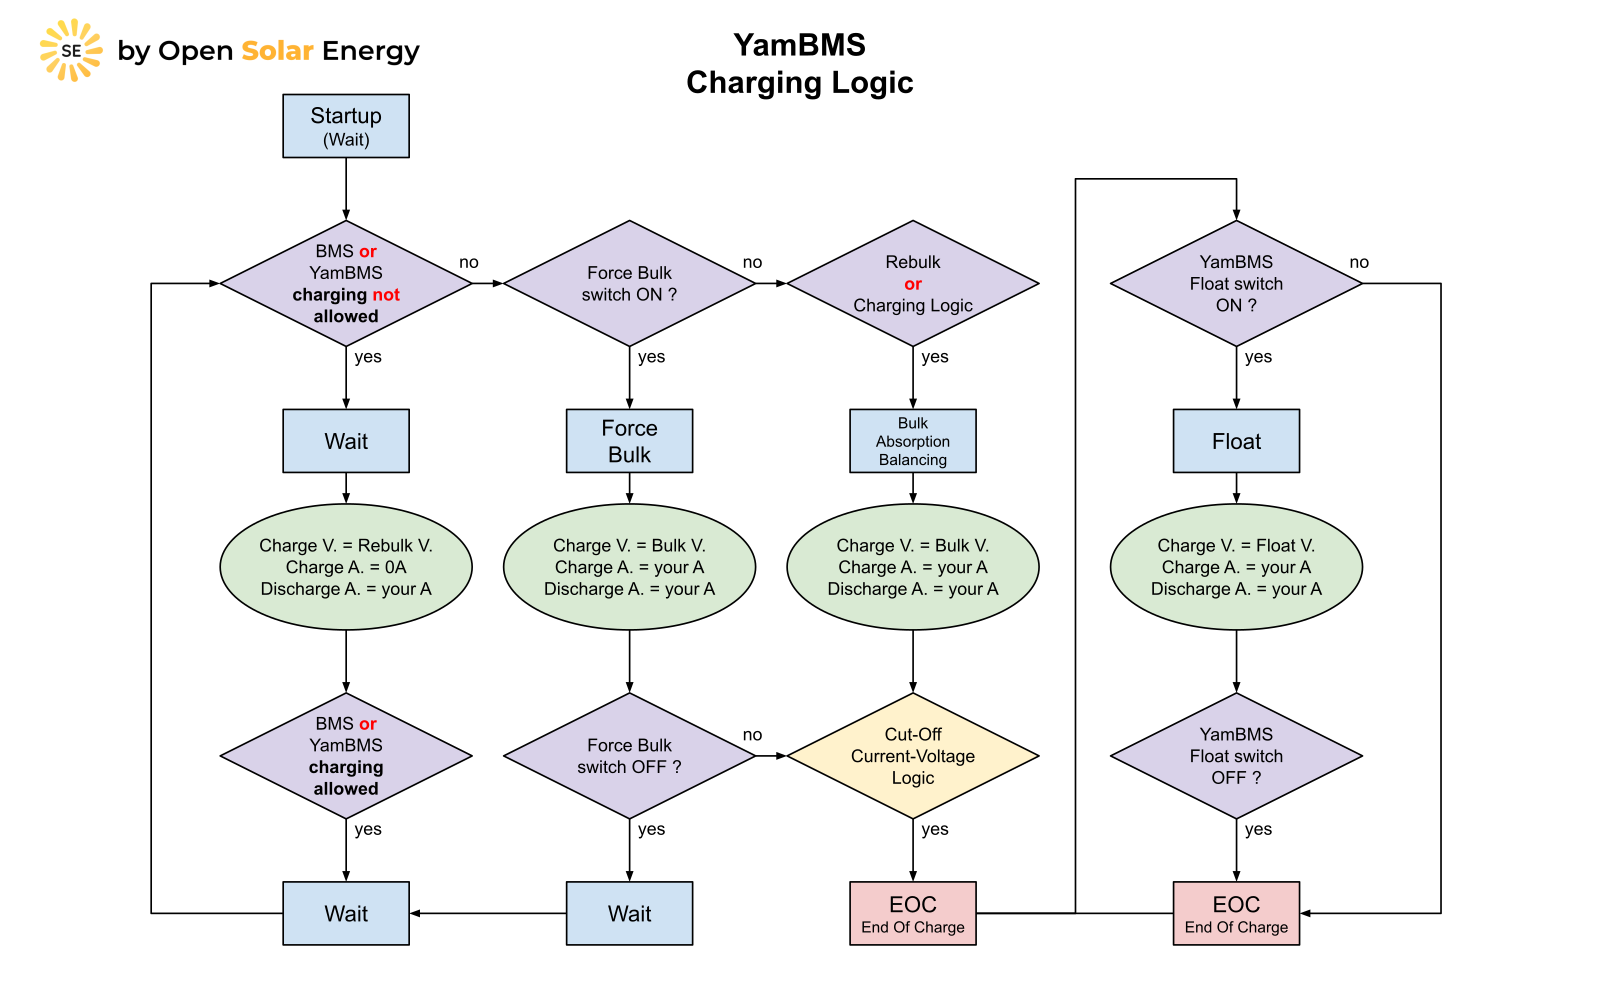 SE
by Open Solar Energy
YamBMS
Charging Logic
Startup
(Wait)
BMS or
YamBMS
charging not
allowed
no
Force Bulk
switch ON ?
no
Rebulk
or
Charging Logic
YamBMS
Float switch
ON ?
no
yes
yes
yes
yes
Wait
Force
Bulk
Bulk
Absorption
Balancing
Float
Charge V. = Rebulk V.
Charge A. = 0A
Discharge A. = your A
Charge V. = Bulk V.
Charge A. = your A
Discharge A. = your A
Charge V. = Bulk V.
Charge A. = your A
Discharge A. = your A
Charge V. = Float V.
Charge A. = your A
Discharge A. = your A
BMS or
YamBMS
charging
allowed
Force Bulk
switch OFF ?
no
Cut-Off
Current-Voltage
Logic
YamBMS
Float switch
OFF ?
yes
yes
yes
yes
Wait
Wait
EOC
End Of Charge
EOC
End Of Charge